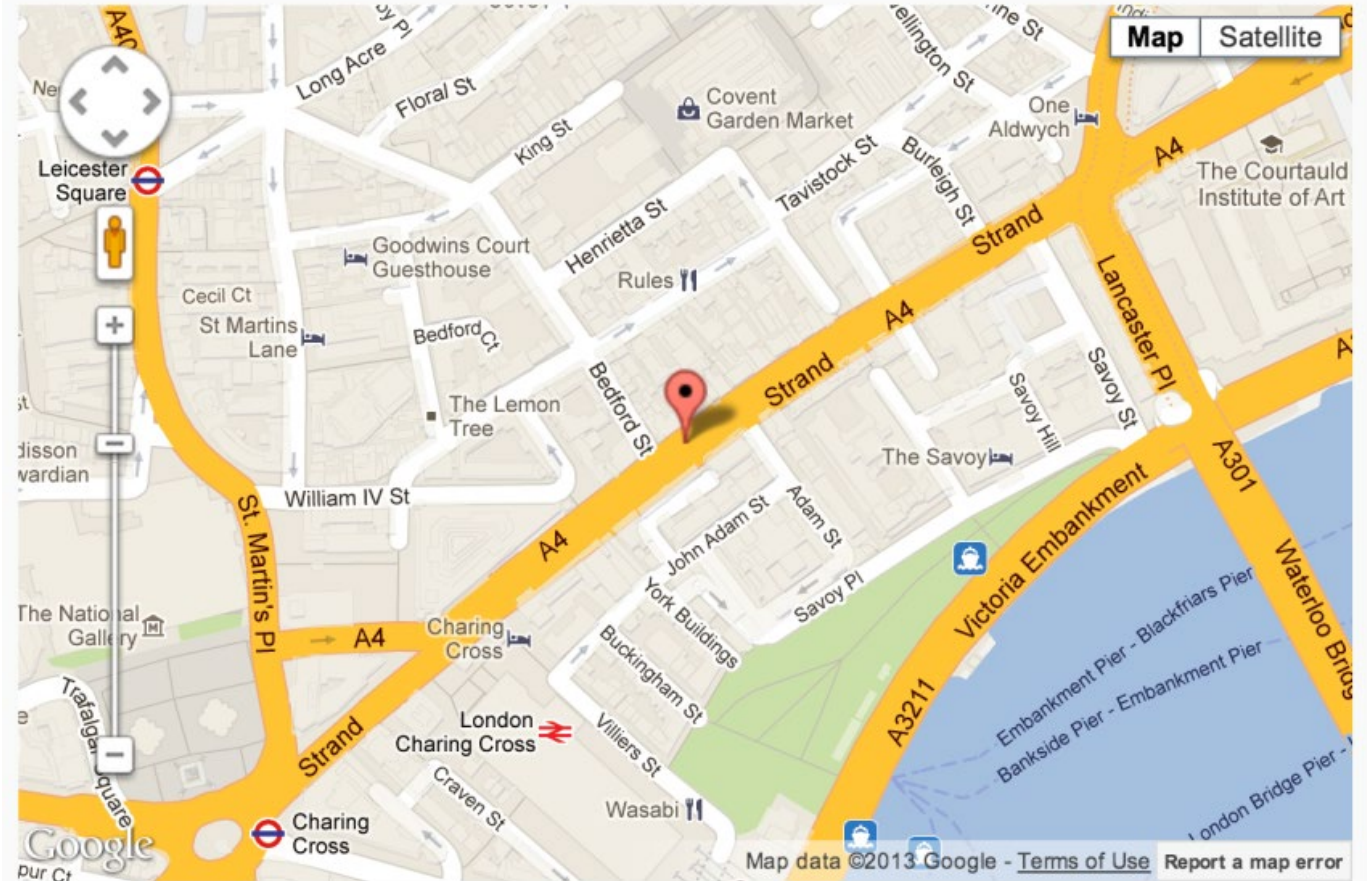 Map
Satellite
Long Acre
Floral St
King St
Covent
Garden Market
One
Aldwych
A4
The Courtauld
Institute of Art
Leicester
Square
Tavistock St
Burleigh St
Henrietta St
Strand
Goodwins Court
Guesthouse
Rules
Cecil Ct
St Martins
Lane
Bedford Ct
A4
Lancaster Pl
Strand
Bedford St
Savoy St
Savoy Hill
The Lemon
Tree
The Savoy
A301
William IV St
Adam St
John Adam St
A4
St. Martin's Pl
Victoria Embankment
Savoy Pl
York Buildings
Waterloo Bridg
The National
Gallery
A4
Charing
Cross
Buckingham St
Embankment Pier - Blackfriars Pier
Bankside Pier - Embankment Pier
A3211
Trafalgar Square
London
Charing Cross
Villiers St
Strand
Craven St
Wasabi
London Bridge Pier -
Charing
Cross
Google
Map data ©2013 Google - Terms of Use
Report a map error